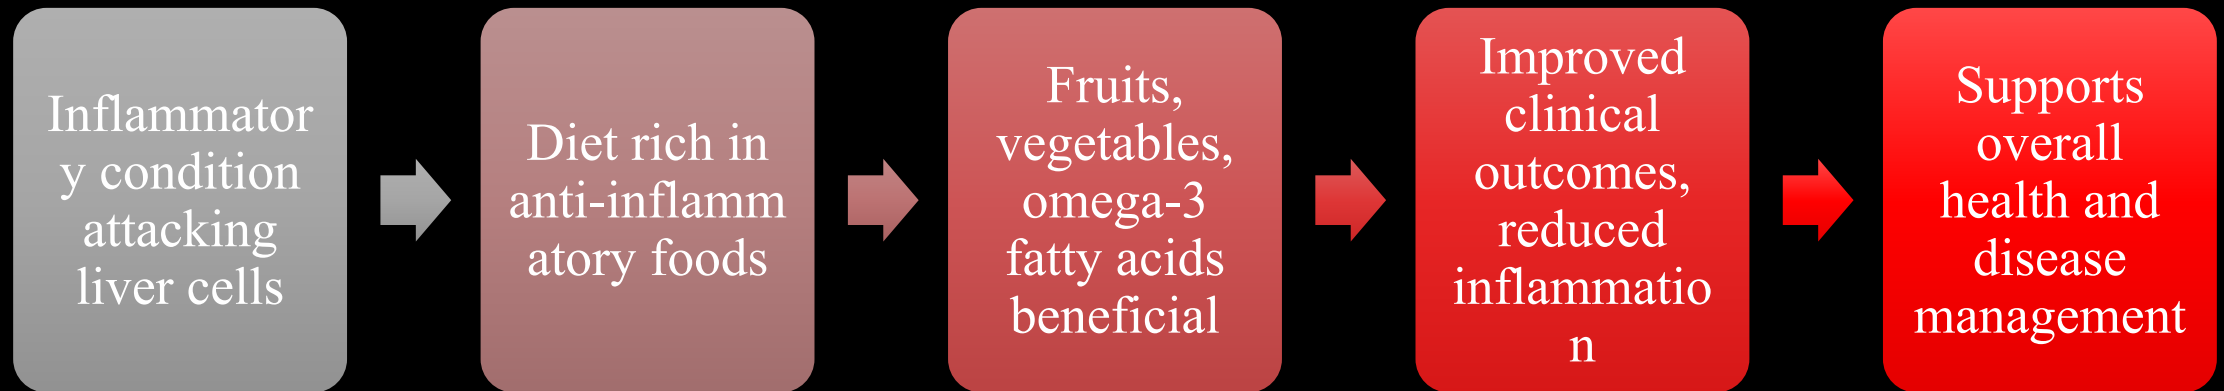 Inflammator
y condition
attacking
liver cells
Diet rich in
anti-inflamm
atory foods
Fruits,
vegetables,
omega-3
fatty acids
beneficial
Improved
clinical
outcomes,
reduced
inflammatio
n
Supports
overall
health and
disease
management